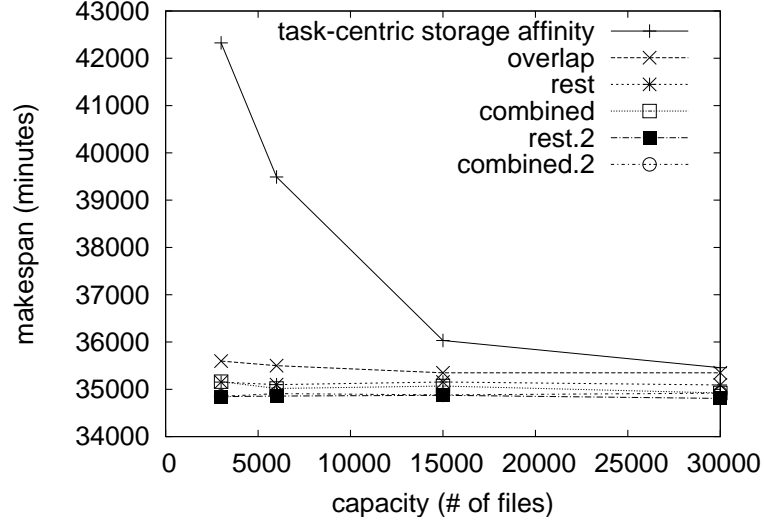 43000
42000
41000
40000
39000
38000
37000
36000
35000
34000
makespan (minutes)
task-centric storage affinity
overlap
rest
combined
rest.2
combined.2
0 5000 10000 15000 20000 25000 30000
capacity (# of files)